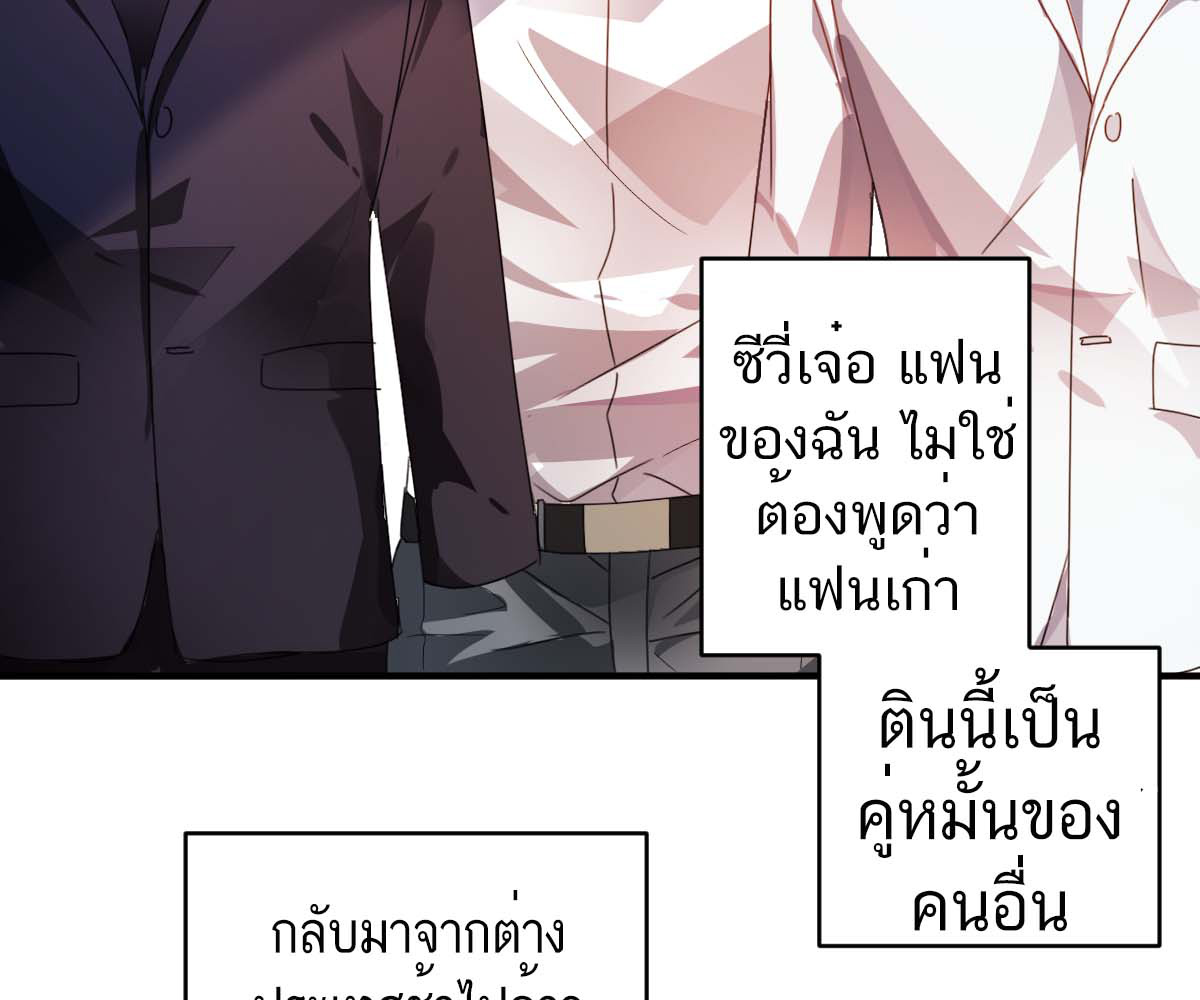 ซีวี่เจ๋อ แฟน
ของฉัน ไม่ใช่
ต้องพูดว่า
แฟนเก่า
ตินนี้เป็น
คู่หมั้นของ
คนอื่น
กลับมาจากต่าง